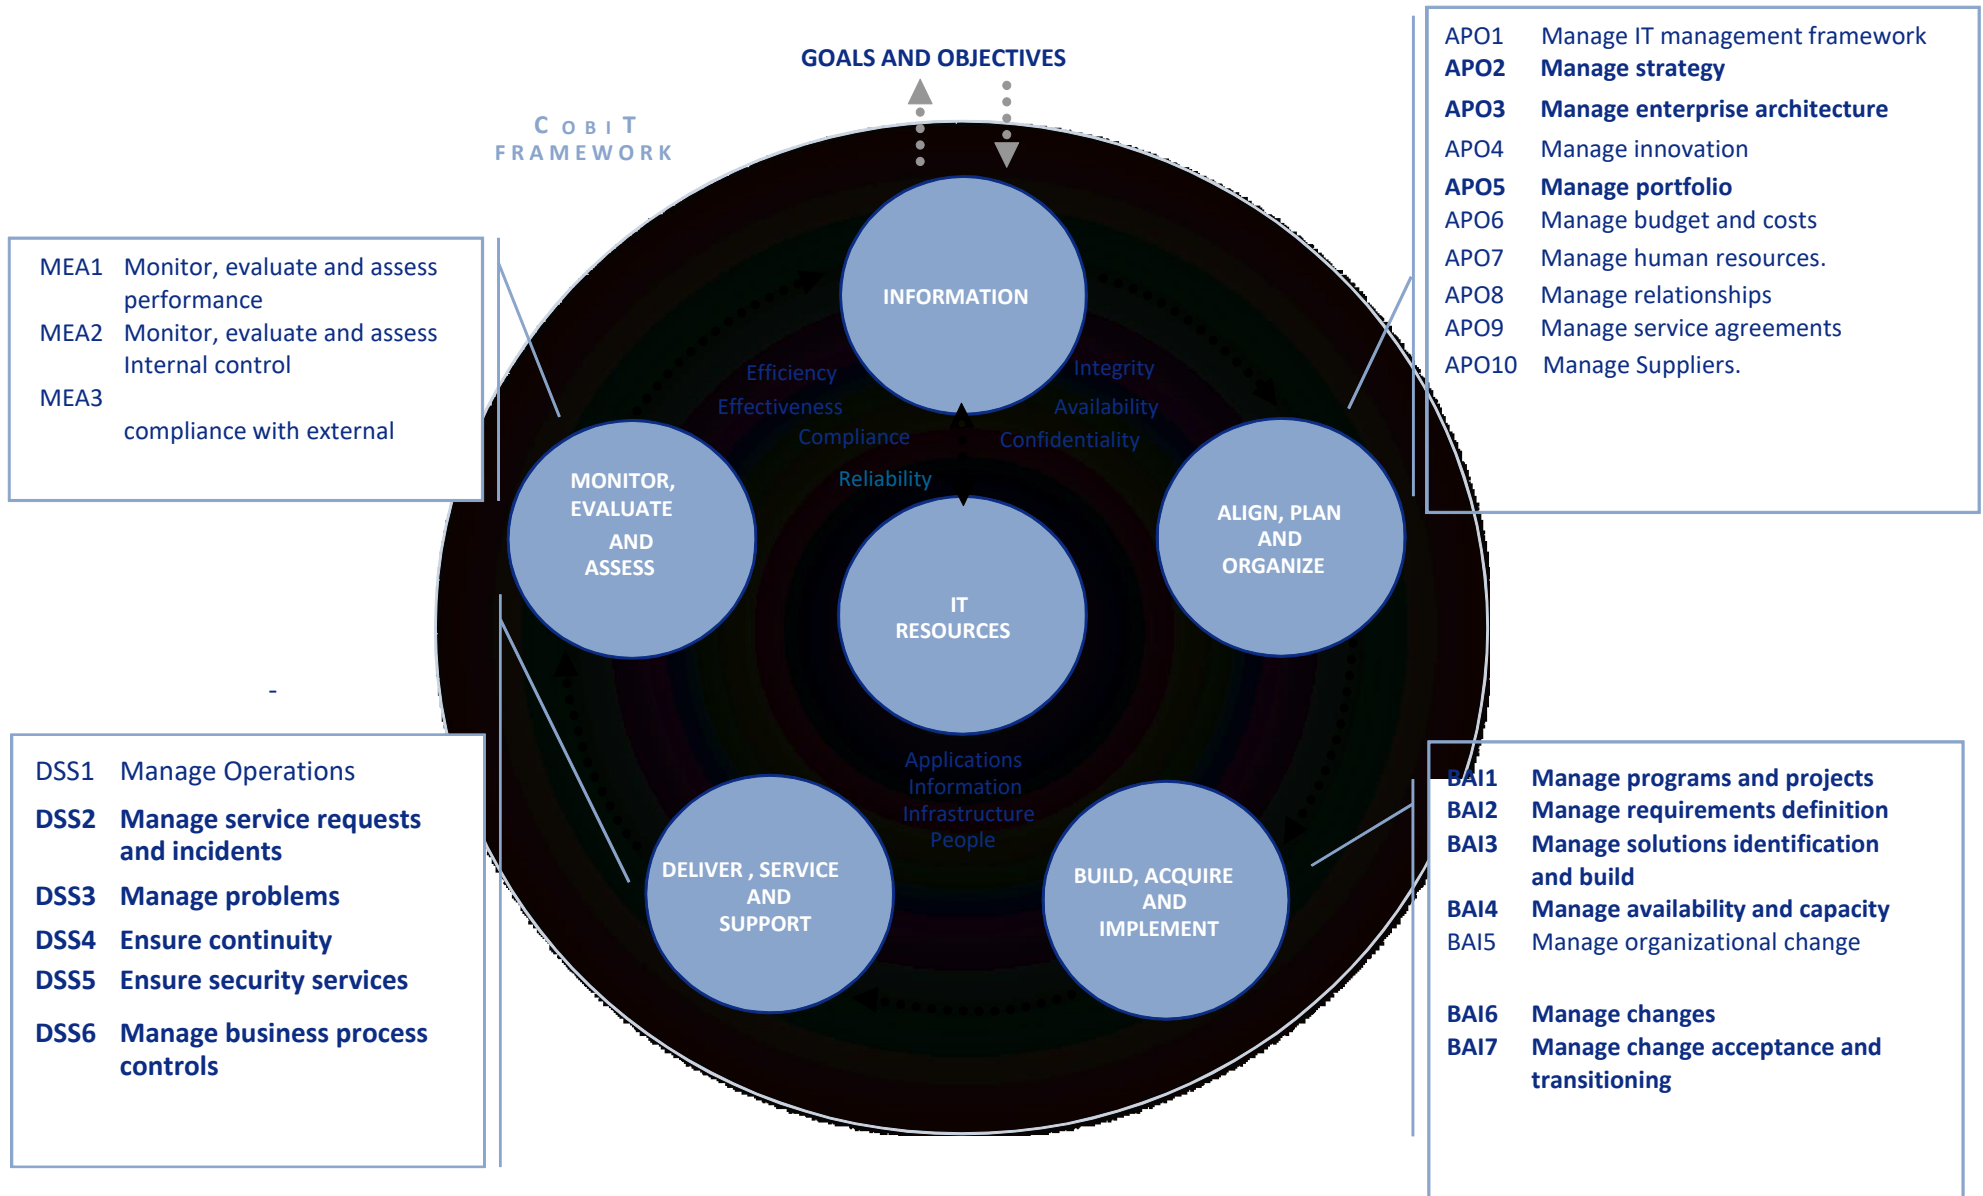 GOALS AND OBJECTIVES
COBIT
FRAMEWORK
MEA1 Monitor, evaluate and assess
performance
MEA2 Monitor, evaluate and assess
Internal control
MEA3
compliance with external
-
DSS1 Manage Operations
DSS2 Manage service requests
and incidents
DSS3 Manage problems
DSS4 Ensure continuity
DSS5 Ensure security services
DSS6 Manage business process
controls
INFORMATION
Efficiency
Effectiveness
Compliance
Reliability
Integrity
Availability
Confidentiality
MONITOR,
EVALUATE
AND
ASSESS
IT
RESOURCES
ALIGN, PLAN
AND
ORGANIZE
Applications
Information
Infrastructure
People
DELIVER , SERVICE
AND
SUPPORT
BUILD, ACQUIRE
AND
IMPLEMENT
APO1 Manage IT management framework
APO2 Manage strategy
APO3 Manage enterprise architecture
APO4 Manage innovation
APO5 Manage portfolio
APO6 Manage budget and costs
APO7 Manage human resources.
APO8 Manage relationships
APO9 Manage service agreements
APO10 Manage Suppliers.
BAI1 Manage programs and projects
BAI2 Manage requirements definition
BAI3 Manage solutions identification
and build
BAI4 Manage availability and capacity
BAI5 Manage organizational change
BAI6 Manage changes
BAI7 Manage change acceptance and
transitioning